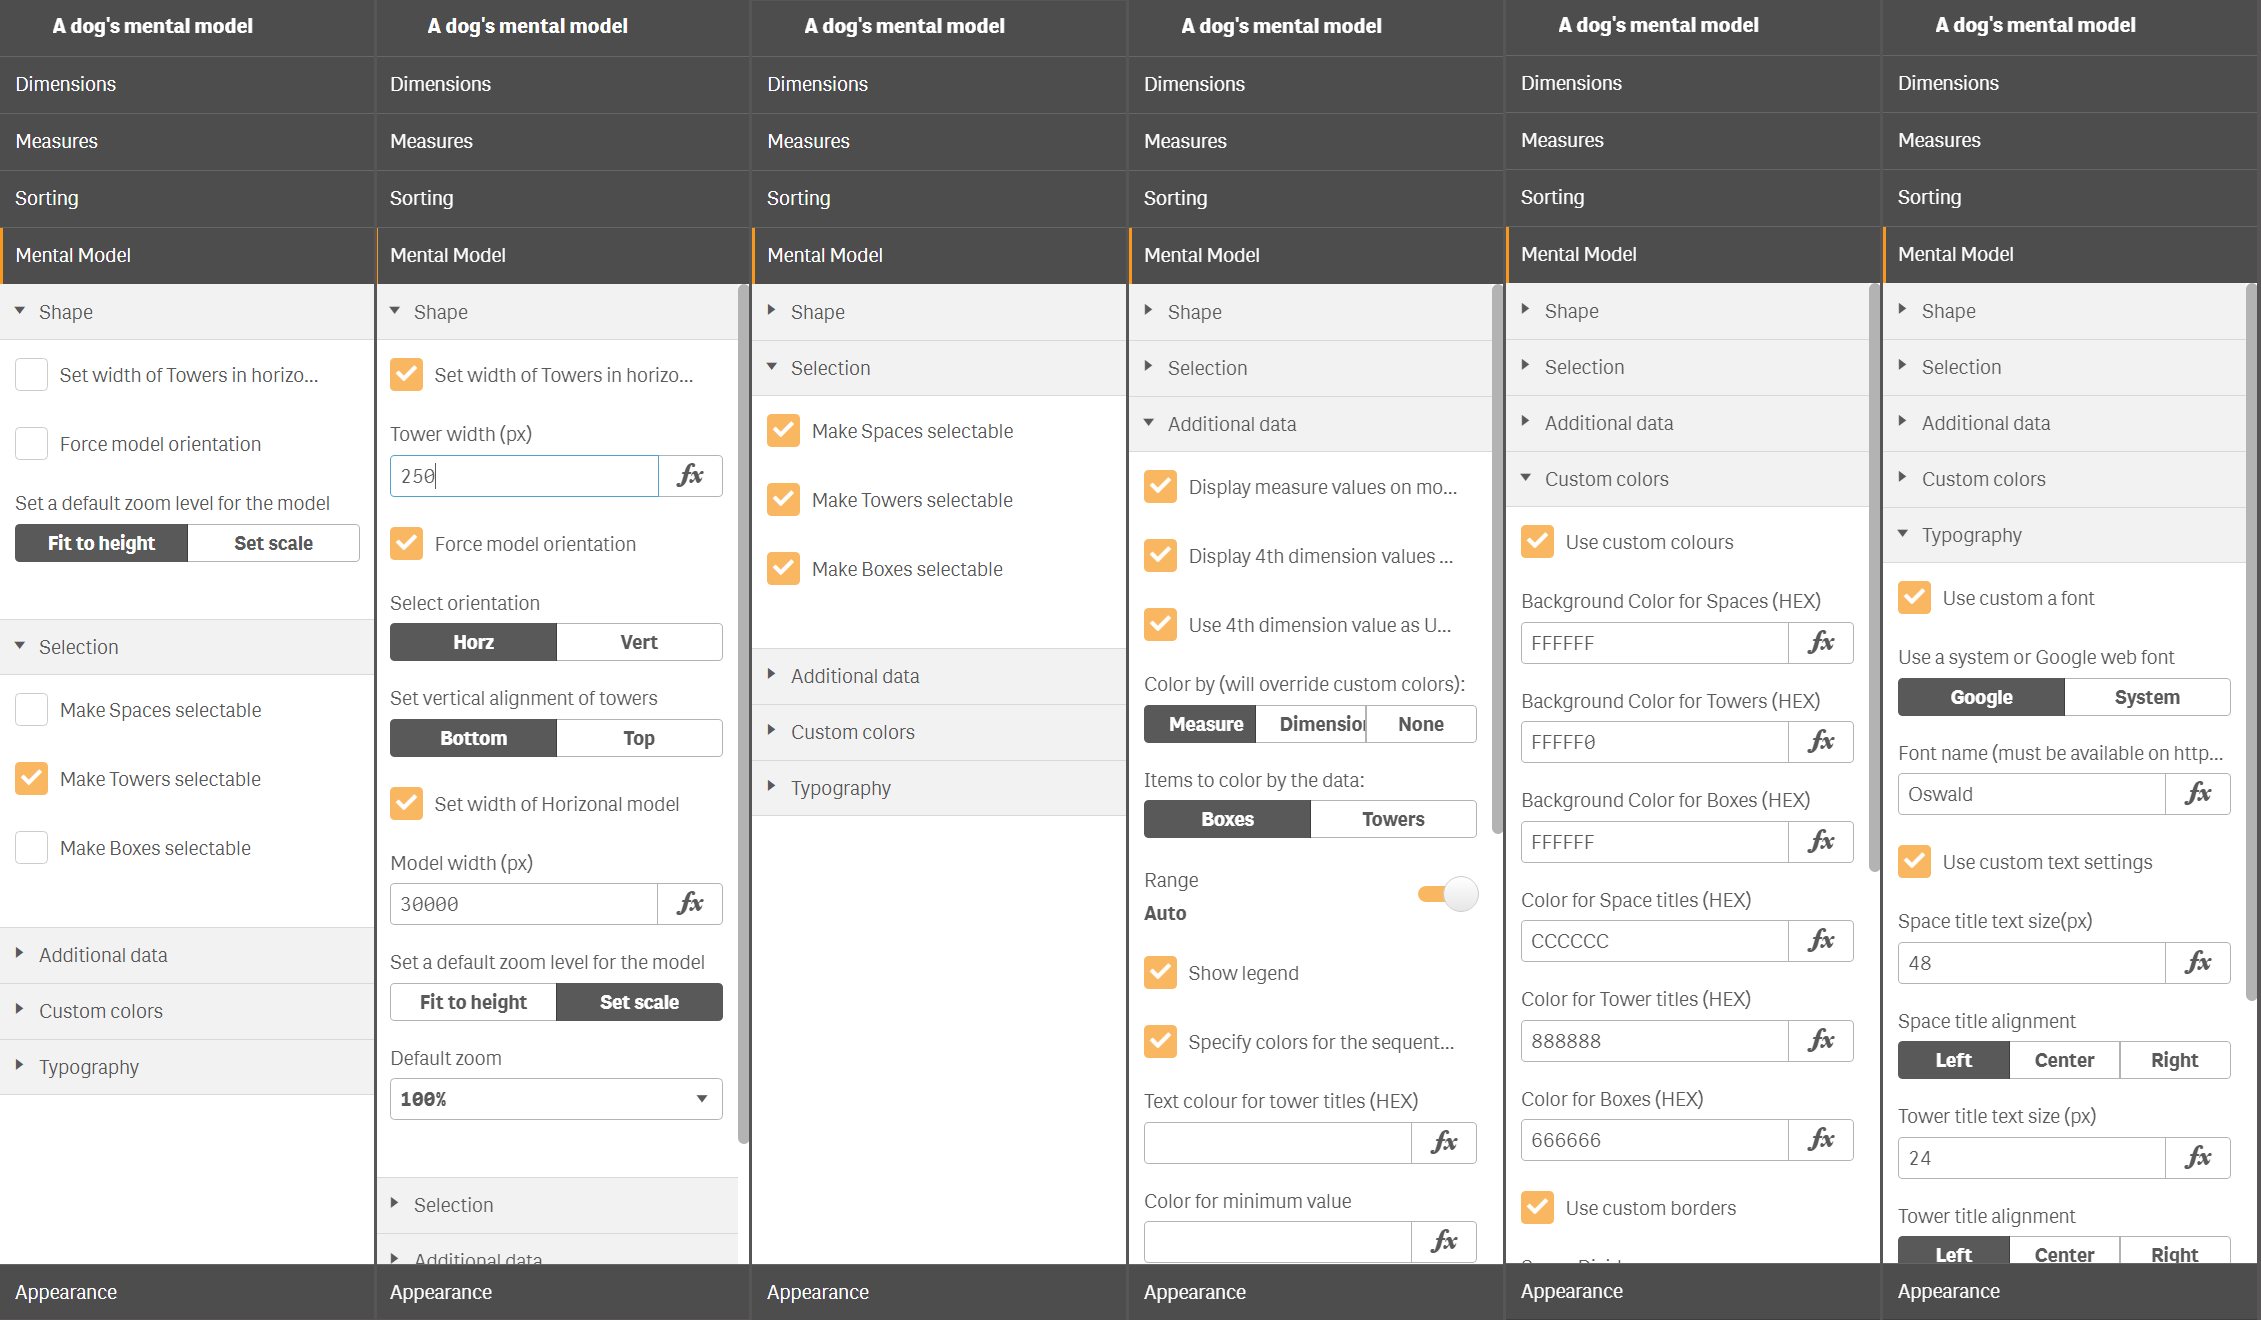 A dog's mental model
Dimensions
Measures
Sorting
Mental Model
Shape
Set width of Towers in horizo...
Force model orientation
Set a default zoom level for the model
Fit to height
Set scale
Selection
Make Spaces selectable
Make Towers selectable
Make Boxes selectable
Additional data
Custom colors
Typography
Appearance
A dog's mental model
Dimensions
Measures
Sorting
Mental Model
Shape
Set width of Towers in horizo...
Tower width (px)
250
fx
Force model orientation
Select orientation
Horz
Vert
Set vertical alignment of towers
Bottom
Top
Set width of Horizonal model
Model width (px)
30000
fx
Set a default zoom level for the model
Fit to height
Set scale
Default zoom
100%
Selection
Additional data
Appearance
A dog's mental model
Dimensions
Measures
Sorting
Mental Model
Shape
Selection
Make Spaces selectable
Make Towers selectable
Make Boxes selectable
Additional data
Custom colors
Typography
Appearance
A dog's mental model
Dimensions
Measures
Sorting
Mental Model
Shape
Selection
Additional data
Display measure values on mo...
Display 4th dimension values ...
Use 4th dimension value as U...
Color by (will override custom colors):
Measure
Dimension
None
Items to color by the data:
Boxes
Towers
Range
Auto
Show legend
Specify colors for the sequent...
Text colour for tower titles (HEX)
fx
Color for minimum value
fx
Appearance
A dog's mental model
Dimensions
Measures
Sorting
Mental Model
Shape
Selection
Additional data
Custom colors
Use custom colours
Background Color for Spaces (HEX)
FFFFFF
fx
Background Color for Towers (HEX)
FFFFF0
fx
Background Color for Boxes (HEX)
FFFFFF
fx
Color for Space titles (HEX)
CCCCCC
fx
Color for Tower titles (HEX)
888888
fx
Color for Boxes (HEX)
666666
fx
Use custom borders
Appearance
A dog's mental model
Dimensions
Measures
Sorting
Mental Model
Shape
Selection
Additional data
Custom colors
Typography
Use custom a font
Use a system or Google web font
Google
System
Font name (must be available on http...
Oswald
fx
Use custom text settings
Space title text size(px)
48
fx
Space title alignment
Left
Center
Right
Tower title text size (px)
24
fx
Tower title alignment
Left
Center
Right
Appearance